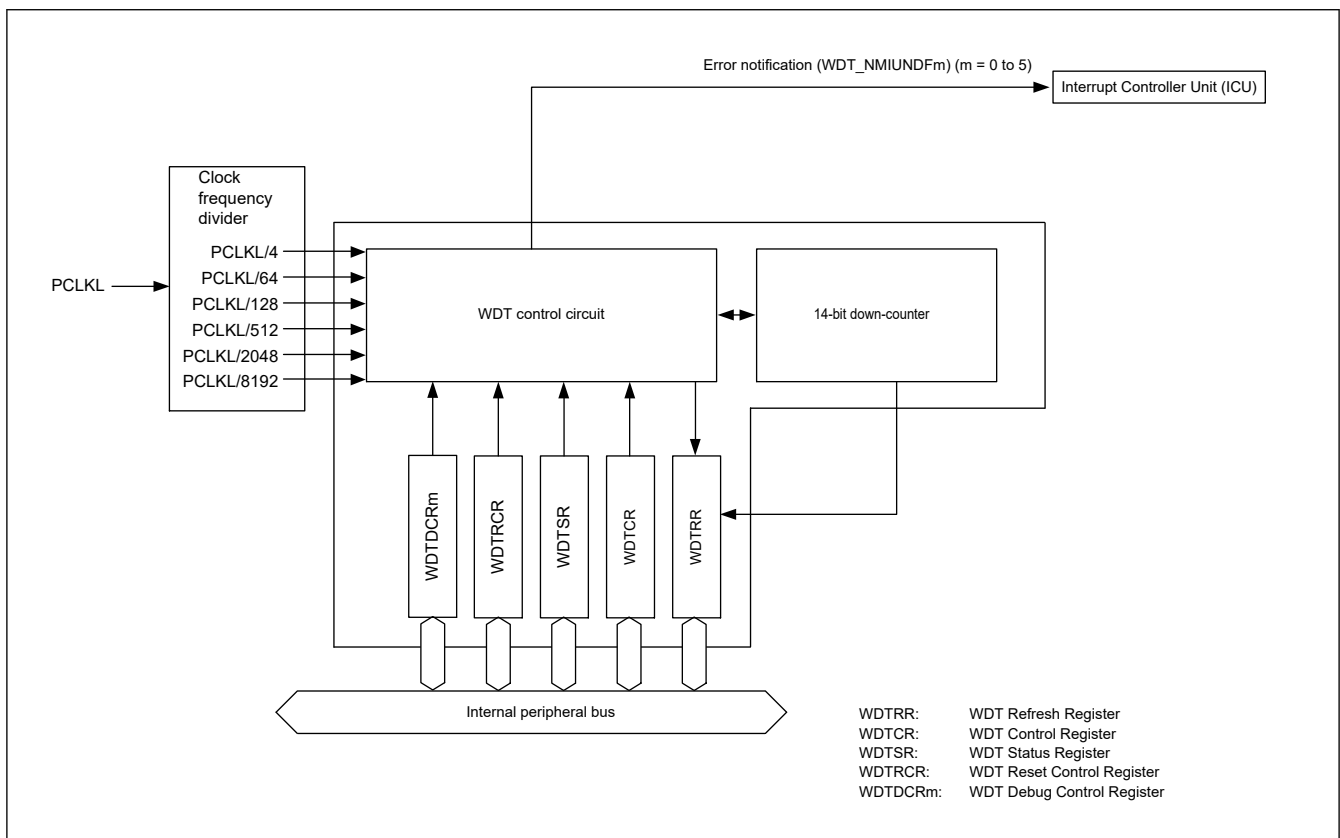 Error notification (WDT_NMIUNDFm) (m = 0 to 5)
Interrupt Controller Unit (ICU)
Clock
frequency
divider
PCLKL
PCLKL/4
PCLKL/64
PCLKL/128
PCLKL/512
PCLKL/2048
PCLKL/8192
WDT control circuit
14-bit down-counter
WDTDCRm
WDTRCR
WDTSR
WDTCR
WDTRR
Internal peripheral bus
WDTRR: WDT Refresh Register
WDTCR: WDT Control Register
WDTSR: WDT Status Register
WDTRCR: WDT Reset Control Register
WDTDCRm: WDT Debug Control Register